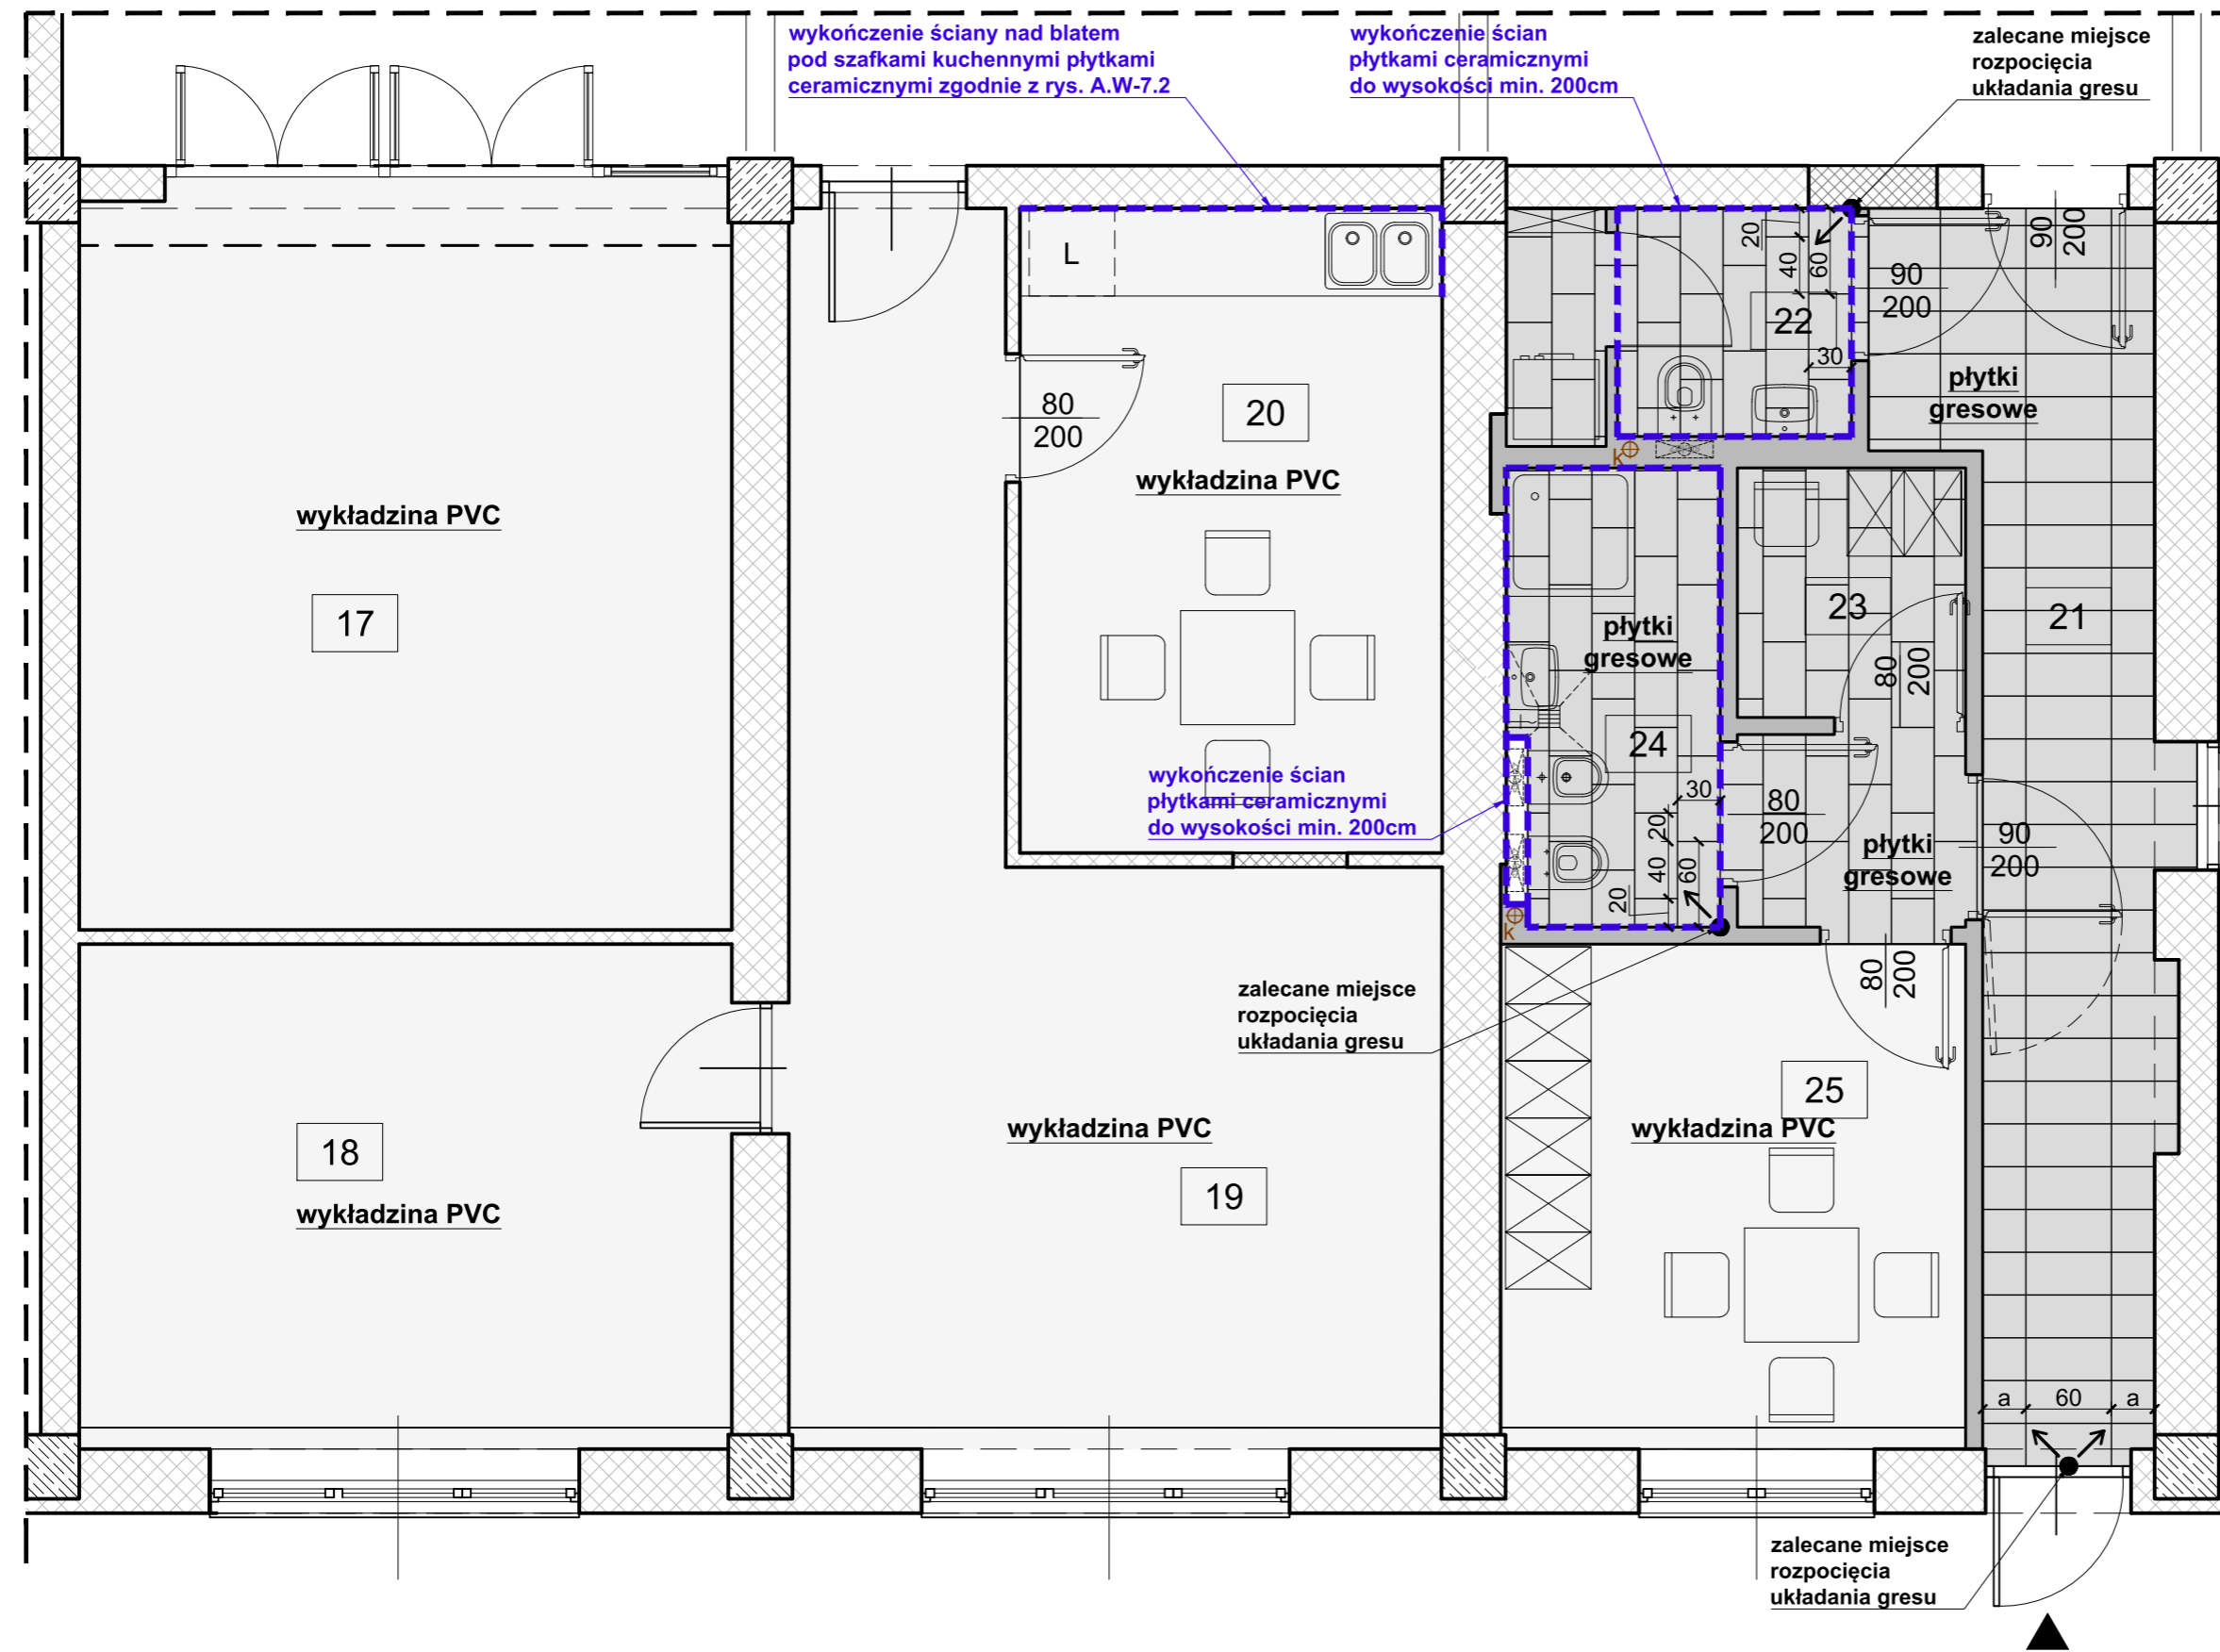 wykończenie ściany nad blatem
pod szafkami kuchennymi płytkami
ceramicznymi zgodnie z rys. A.W-7.2
wykończenie ścian
płytkami ceramicznymi
do wysokości min. 200cm
zalecane miejsce
rozpocięcia
układania gresu
L
20
40
60
22
30
90
200
90
200
płytki
gresowe
80
200
20
wykładzina PVC
k
wykładzina PVC
17
płytki
gresowe
23
21
80
200
24
wykończenie ścian
płytkami ceramicznymi
do wysokości min. 200cm
30
20
40
60
20
80
200
płytki
gresowe
90
200
k
80
200
zalecane miejsce
rozpocięcia
układania gresu
25
wykładzina PVC
18
wykładzina PVC
wykładzina PVC
19
a
60
a
zalecane miejsce
rozpocięcia
układania gresu